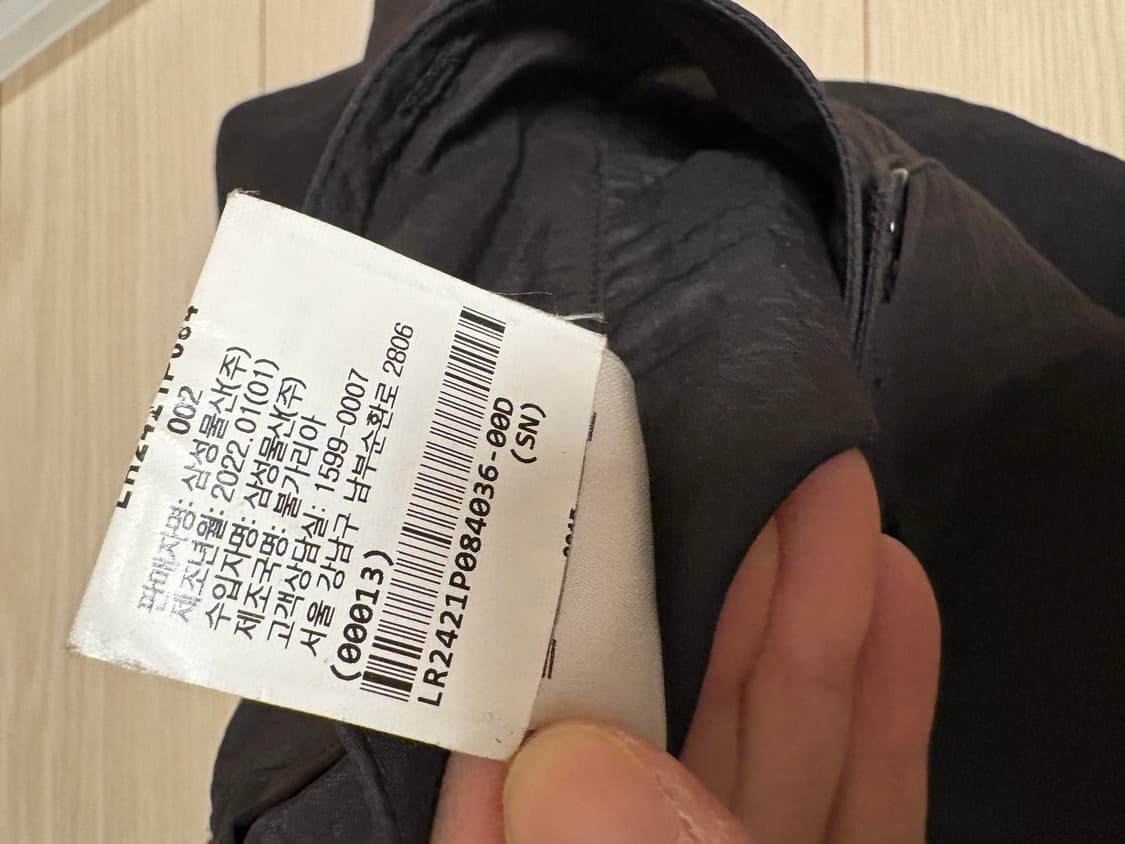 002
판매자명: 삼성물산(주)
제조년월: 2022.01(01)
수입자명: 삼성물산(주)
제조국명: 불가리아
고객상담실: 1599-0007
서울 강남구 남부순환로 2806
(00013)
LR2421P084036-00D
(SN)